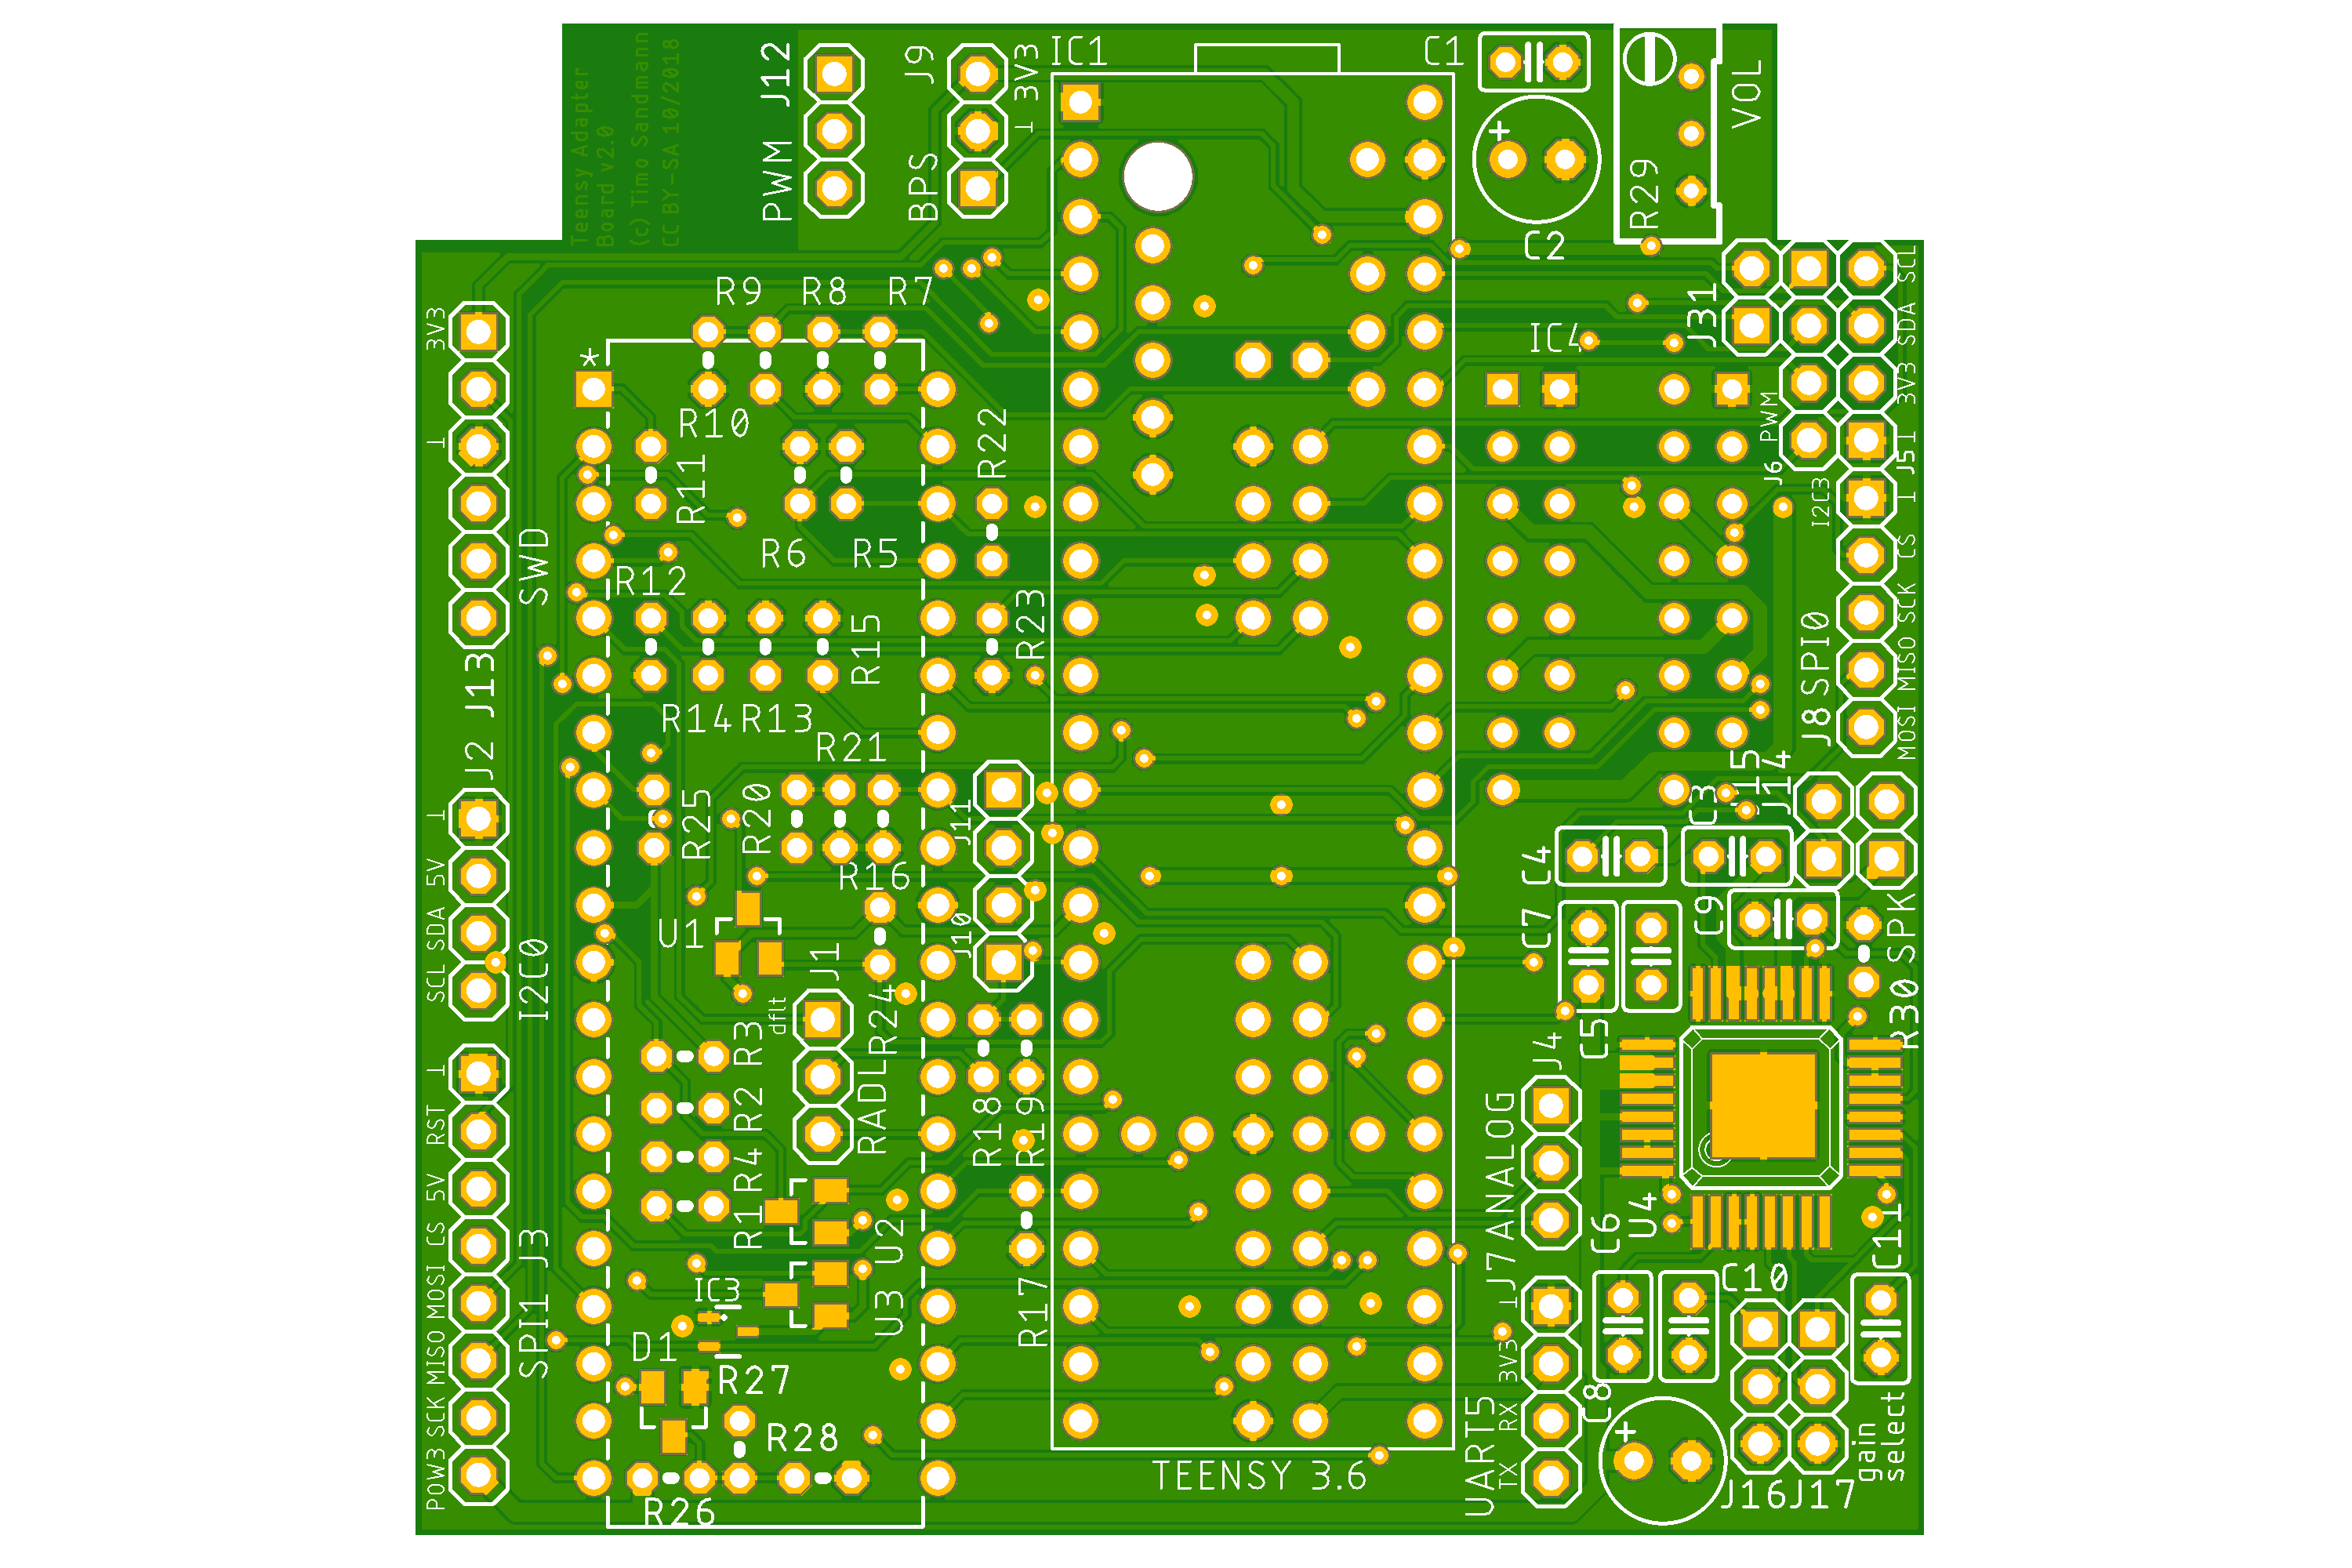 Teensy Adapter
Board v2.0
(c) Timo Sandmann
CC BY-SA 10/2018
PWM J12
J9
BPS
⊥ 3V3
IC1
C1
C2
R29
VOL
R9
R8
R7
3V3
⊥
*
R10
R11
R22
R6
R5
R12
R23
R15
SWD
J13
R14
R13
R21
J2
⊥
5V
SDA
SCL
I2C0
R25
R20
R16
J11
J10
U1
J1
dflt
RADL
R24
R3
R2
R4
R1
R18
R19
R17
U2
U3
IC3
D1
R27
R28
R26
⊥
RST
5V
CS
MOSI
MISO
SCK
POW3
SPI1 J3
TEENSY 3.6
IC4
J31
SCL
SDA
3V3
⊥
J5
PWM
J6
I2C3
⊥
CS
SCK
MISO
MOSI
J8 SPI0
J15
J14
C3
C4
C7
C9
C5
SPK
R30
J4
ANALOG
J7
⊥
3V3
RX
TX
UART5
C6
U4
C8
C10
C11
gain
select
J16
J17